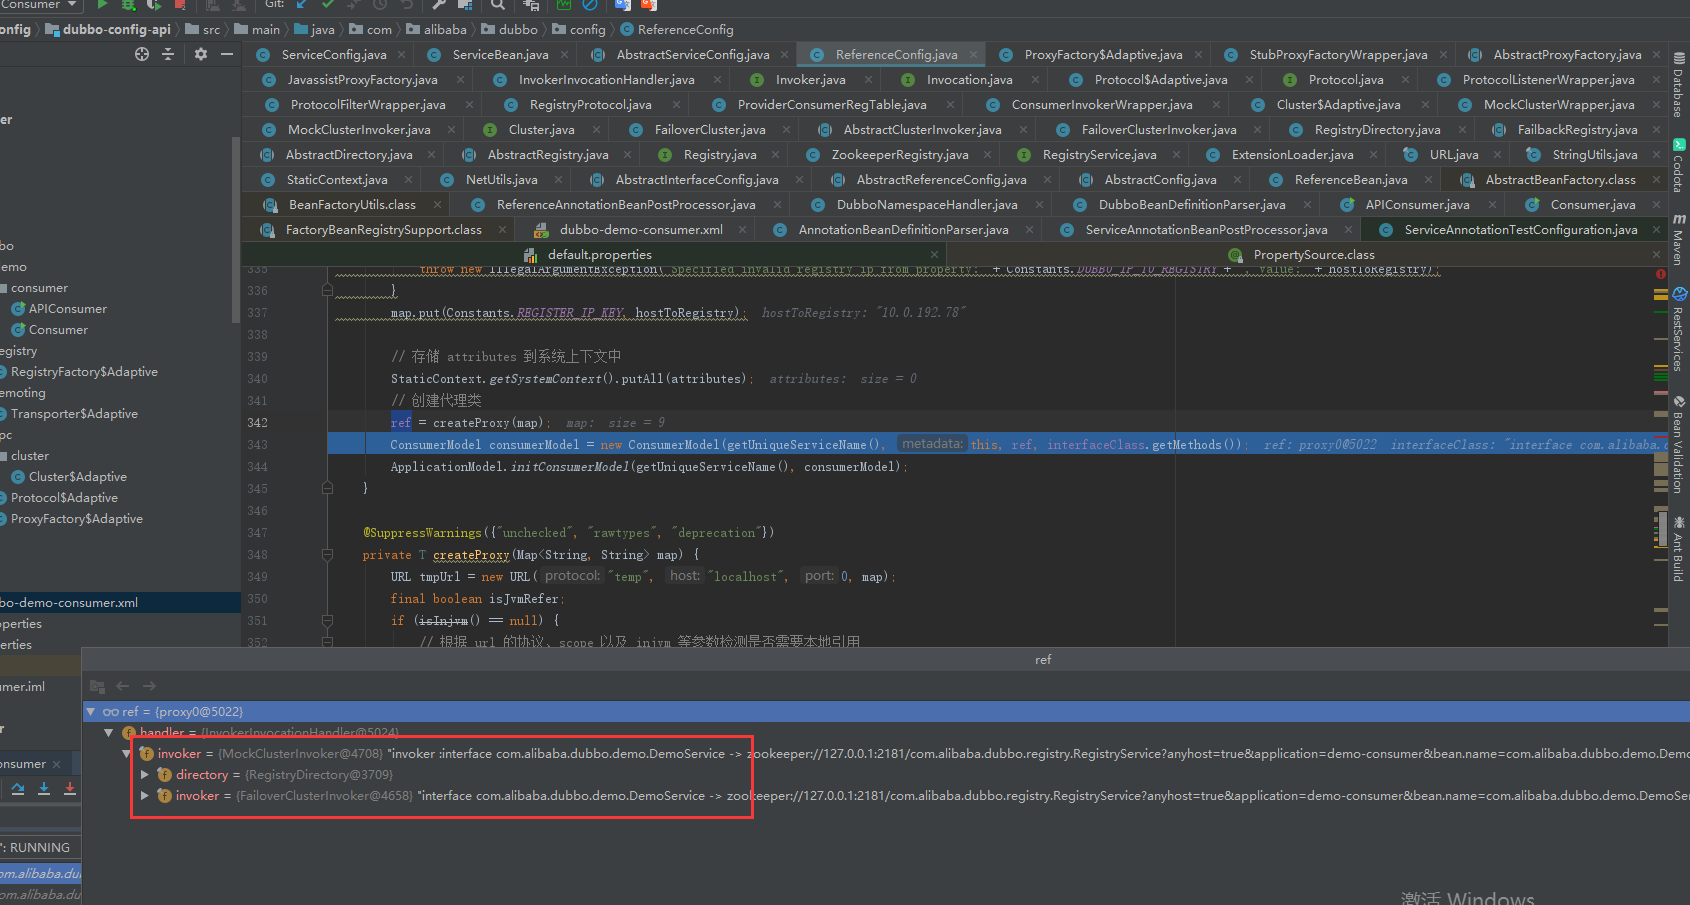 Consumer Git:
onfig dubbo-config-api src main java com alibaba dubbo config ReferenceConfig
ServiceConfig.java ServiceBean.java AbstractServiceConfig.java ReferenceConfig.java ProxyFactory$Adaptive.java StubProxyFactoryWrapper.java AbstractProxyFactory.java
JavassistProxyFactory.java InvokerInvocationHandler.java Invoker.java Invocation.java Protocol$Adaptive.java Protocol.java ProtocolListenerWrapper.java
ProtocolFilterWrapper.java RegistryProtocol.java ProviderConsumerRegTable.java ConsumerInvokerWrapper.java Cluster$Adaptive.java MockClusterWrapper.java
MockClusterInvoker.java Cluster.java FailoverCluster.java AbstractClusterInvoker.java FailoverClusterInvoker.java RegistryDirectory.java FailbackRegistry.java
AbstractDirectory.java AbstractRegistry.java Registry.java ZookeeperRegistry.java RegistryService.java ExtensionLoader.java URL.java StringUtils.java
StaticContext.java NetUtils.java AbstractInterfaceConfig.java AbstractReferenceConfig.java AbstractConfig.java ReferenceBean.java AbstractBeanFactory.class
BeanFactoryUtils.class ReferenceAnnotationBeanPostProcessor.java DubboNamespaceHandler.java DubboBeanDefinitionParser.java APIConsumer.java Consumer.java
FactoryBeanRegistrySupport.class dubbo-demo-consumer.xml AnnotationBeanDefinitionParser.java ServiceAnnotationBeanPostProcessor.java ServiceAnnotationTestConfiguration.java
default.properties PropertySource.class
er
bo
emo
consumer
APIConsumer
Consumer
egistry
RegistryFactory$Adaptive
emoting
Transporter$Adaptive
pc
cluster
Cluster$Adaptive
Protocol$Adaptive
ProxyFactory$Adaptive
bo-demo-consumer.xml
operties
erties
umer.iml
r
onsumer
": RUNNING
om.alibaba.dub
om.alibaba.du
335 throw new IllegalArgumentException("Specified invalid registry ip from property:" + Constants.DUBBO_IP_TO_REGISTRY + ", value:" + hostToRegistry);
336 }
337 map.put(Constants.REGISTER_IP_KEY, hostToRegistry); hostToRegistry: "10.0.192.78"
338
339 // 存储 attributes 到系统上下文中
340 StaticContext.getSystemContext().putAll(attributes); attributes: size = 0
341 // 创建代理类
342 ref = createProxy(map); map: size = 9
343 ConsumerModel consumerModel = new ConsumerModel(getUniqueServiceName(), metadata: this, ref, interfaceClass.getMethods()); ref: proxy0@5022 interfaceClass: "interface com.alibaba.d
344 ApplicationModel.initConsumerModel(getUniqueServiceName(), consumerModel);
345 }
346
347 @SuppressWarnings({"unchecked", "rawtypes", "deprecation"})
348 private T createProxy(Map<String, String> map) {
349 URL tmpUrl = new URL( protocol: "temp", host: "localhost", port: 0, map);
350 final boolean isJvmRefer;
351 if (isInjvm() == null) {
352 // 根据 url 的协议、scope 以及 injvm 等参数检测是否需要本地引用
Database
Codota
Maven
RestServices
Bean Validation
Ant Build
ref
ref = {proxy0@5022}
handler = {InvokerInvocationHandler@5024}
invoker = {MockClusterInvoker@4708} "invoker :interface com.alibaba.dubbo.demo.DemoService -> zookeeper://127.0.0.1:2181/com.alibaba.dubbo.registry.RegistryService?anyhost=true&application=demo-consumer&bean.name=com.alibaba.dubbo.demo.Demo
directory = {RegistryDirectory@3709}
invoker = {FailoverClusterInvoker@4658} "interface com.alibaba.dubbo.demo.DemoService -> zookeeper://127.0.0.1:2181/com.alibaba.dubbo.registry.RegistryService?anyhost=true&application=demo-consumer&bean.name=com.alibaba.dubbo.demo.DemoServ
激活 Windows